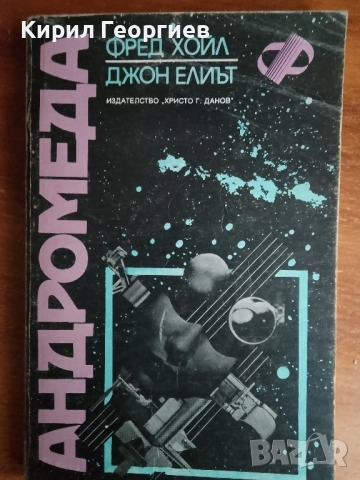 Кирил Георгиев
АНДРОМЕДА
ФРЕД ХОЙЛ
ДЖОН ЕЛИЪТ
ИЗДАТЕЛСТВО „ХРИСТО Г. ДАНОВ“
BAZAR